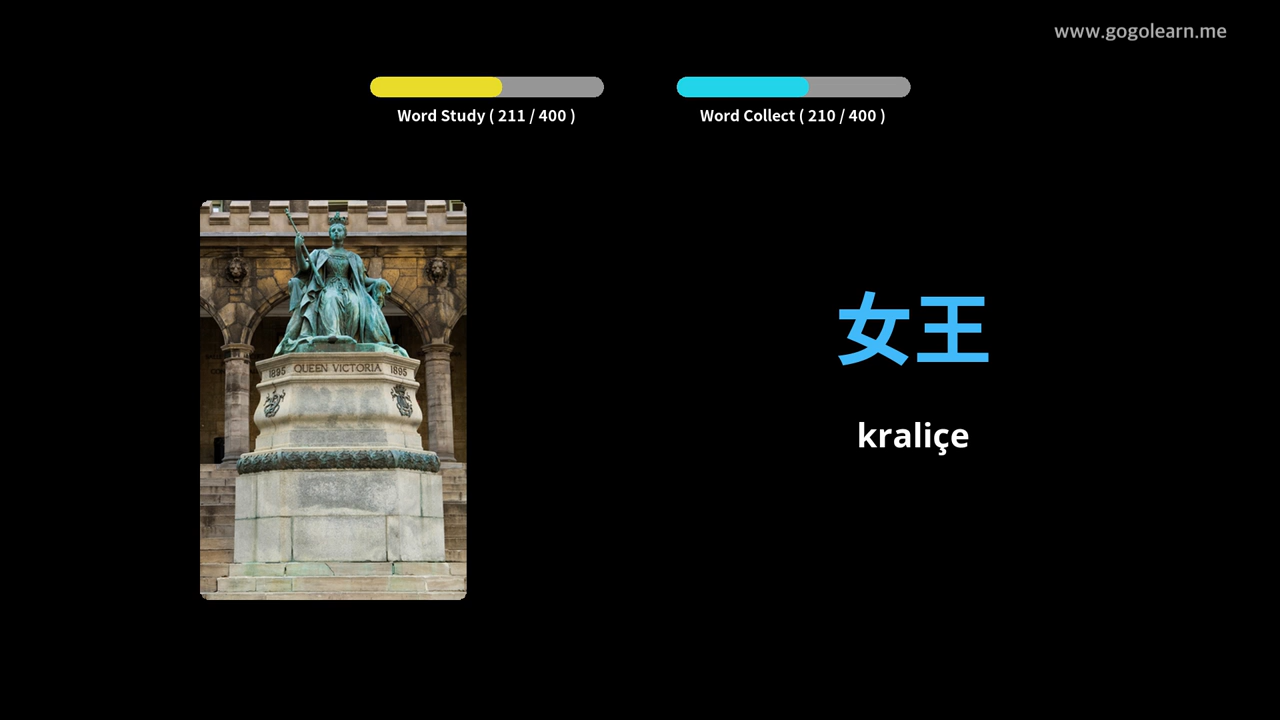 www.gogolearn.me
Word Study ( 211 / 400 )
Word Collect ( 210 / 400 )
1895 QUEEN VICTORIA 1895
女王
kraliçe